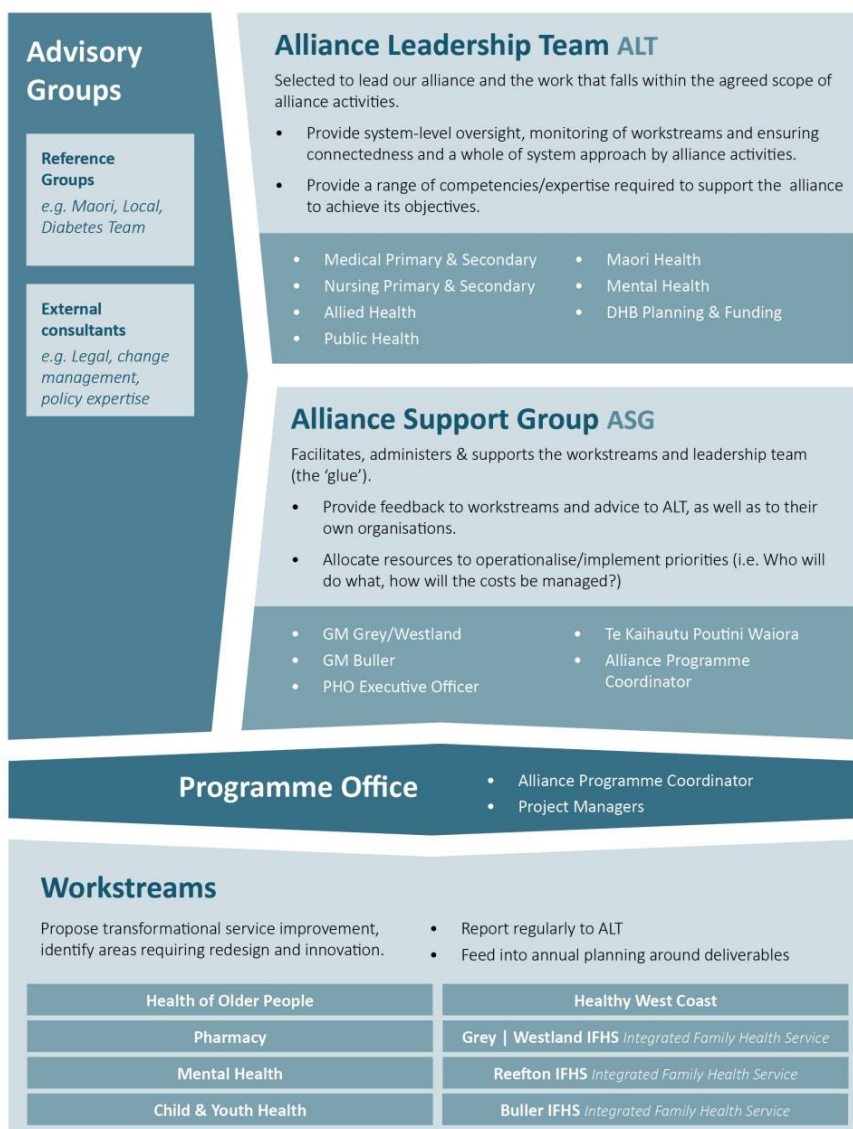 Advisory
Groups
Reference
Groups
e.g. Maori, Local,
Diabetes Team
External
consultants
e.g. Legal, change
management,
policy expertise
Alliance Leadership Team ALT
Selected to lead our alliance and the work that falls within the agreed scope of
alliance activities.
• Provide system-level oversight, monitoring of workstreams and ensuring
connectedness and a whole of system approach by alliance activities.
• Provide a range of competencies/expertise required to support the alliance
to achieve its objectives.
• Medical Primary & Secondary
• Nursing Primary & Secondary
• Allied Health
• Public Health
• Maori Health
• Mental Health
• DHB Planning & Funding
Alliance Support Group ASG
Facilitates, administers & supports the workstreams and leadership team
(the ‘glue’).
• Provide feedback to workstreams and advice to ALT, as well as to their
own organisations.
• Allocate resources to operationalise/implement priorities (i.e. Who will
do what, how will the costs be managed?)
• GM Grey/Westland
• GM Buller
• PHO Executive Officer
• Te Kaihautu Poutini Waiora
• Alliance Programme
Coordinator
Programme Office
• Alliance Programme Coordinator
• Project Managers
Workstreams
Propose transformational service improvement,
identify areas requiring redesign and innovation.
• Report regularly to ALT
• Feed into annual planning around deliverables
Health of Older People
Pharmacy
Mental Health
Child & Youth Health
Healthy West Coast
Grey | Westland IFHS Integrated Family Health Service
Reefton IFHS Integrated Family Health Service
Buller IFHS Integrated Family Health Service